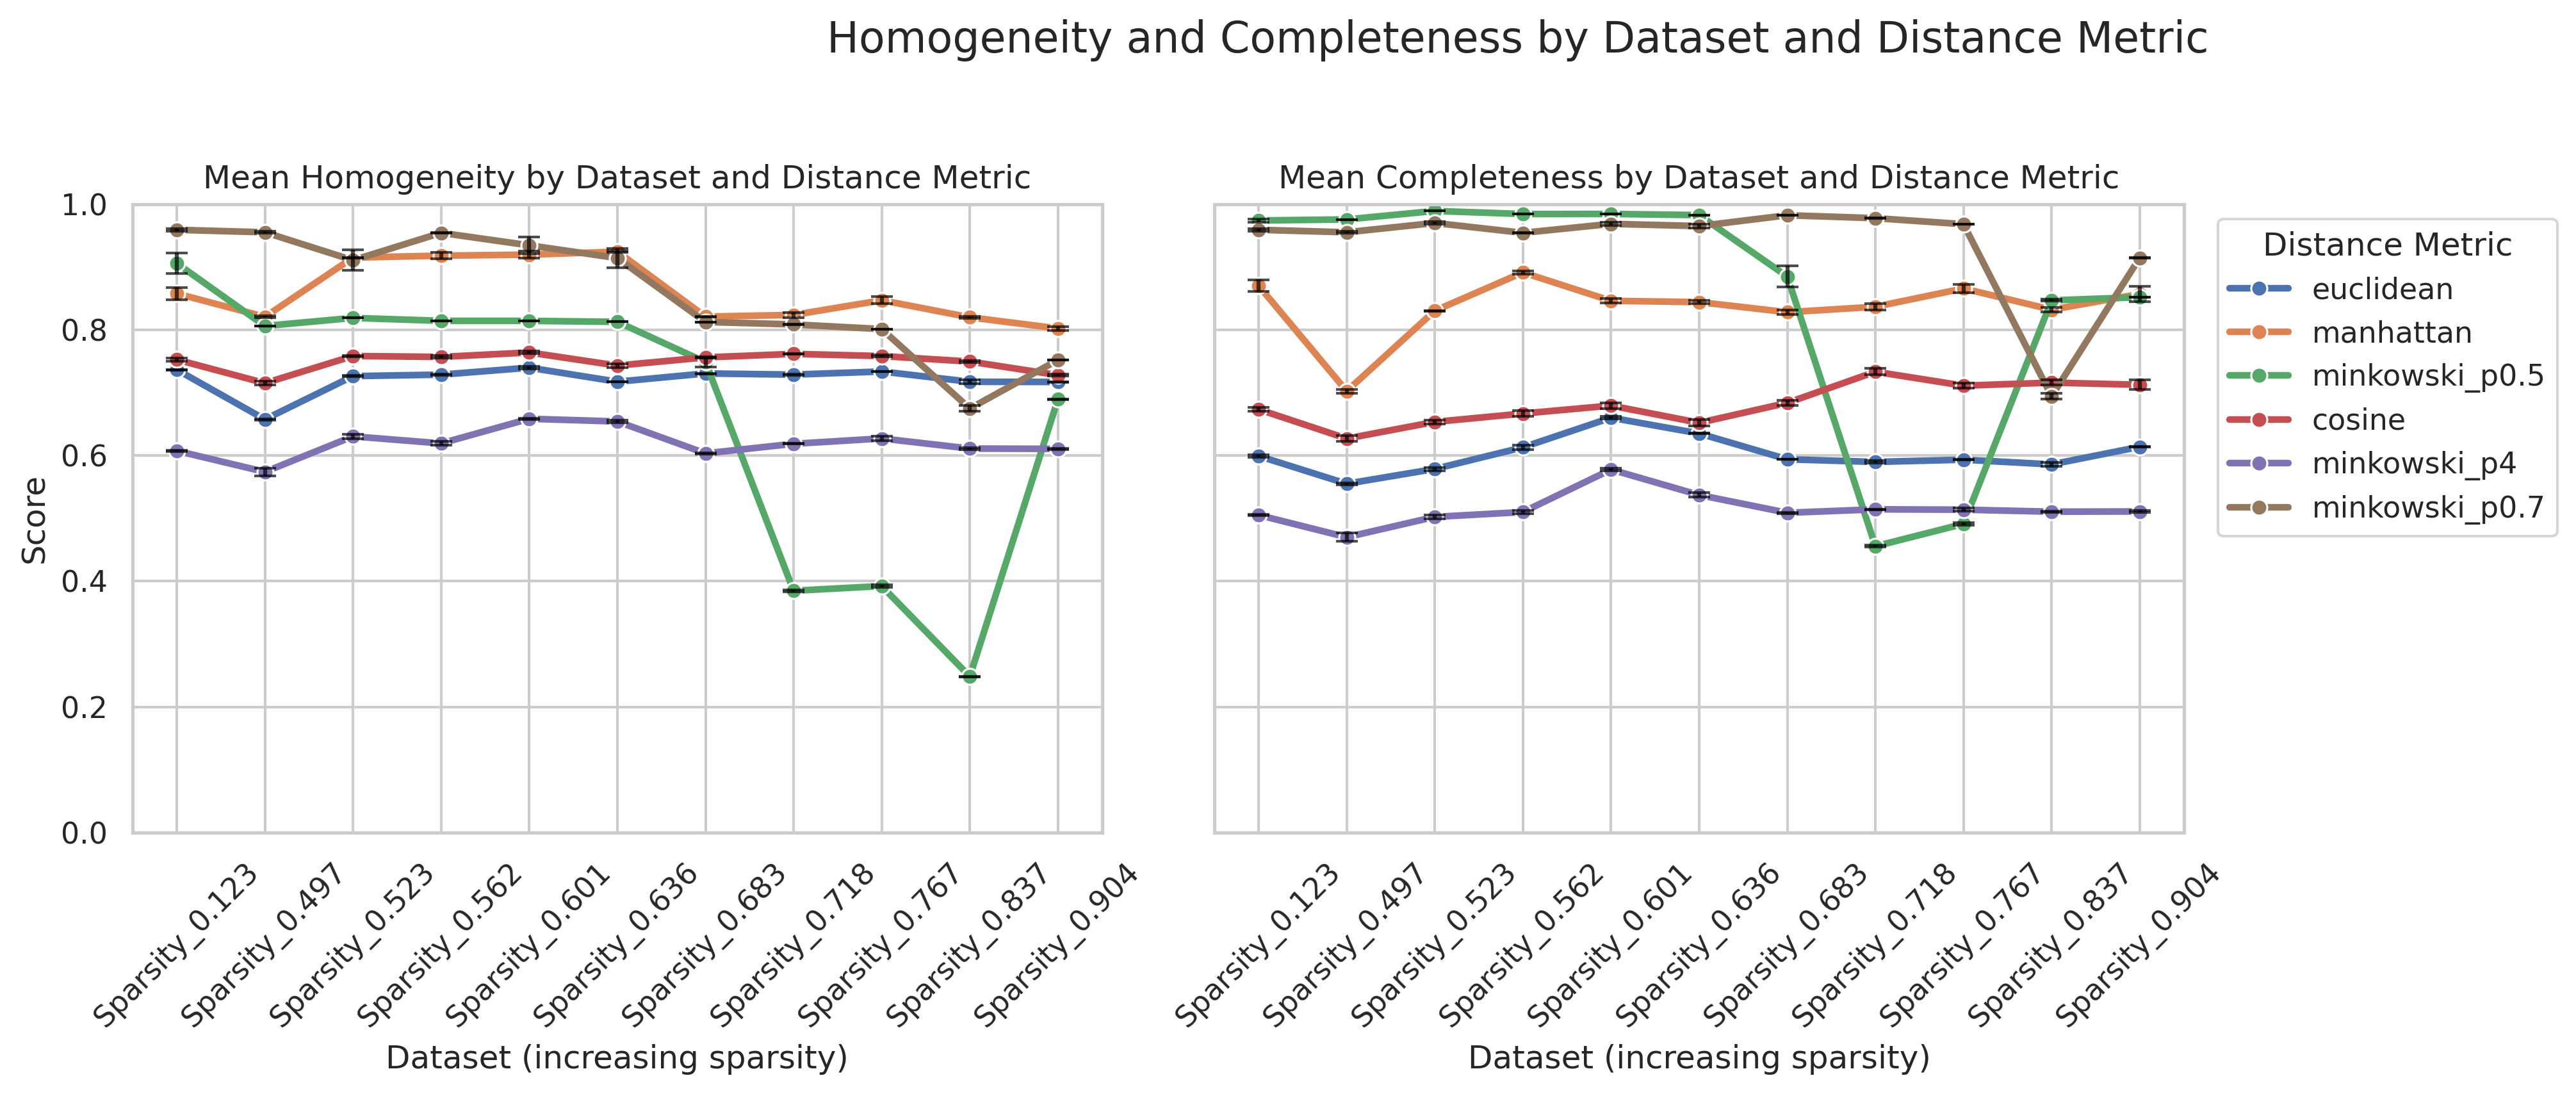 Homogeneity and Completeness by Dataset and Distance Metric
Mean Homogeneity by Dataset and Distance Metric
Score
1.0
0.8
0.6
0.4
0.2
0.0
Sparsity_0.123
Sparsity_0.497
Sparsity_0.523
Sparsity_0.562
Sparsity_0.601
Sparsity_0.636
Sparsity_0.683
Sparsity_0.718
Sparsity_0.767
Sparsity_0.837
Sparsity_0.904
Dataset (increasing sparsity)
Mean Completeness by Dataset and Distance Metric
Sparsity_0.123
Sparsity_0.497
Sparsity_0.523
Sparsity_0.562
Sparsity_0.601
Sparsity_0.636
Sparsity_0.683
Sparsity_0.718
Sparsity_0.767
Sparsity_0.837
Sparsity_0.904
Dataset (increasing sparsity)
Distance Metric
euclidean
manhattan
minkowski_p0.5
cosine
minkowski_p4
minkowski_p0.7